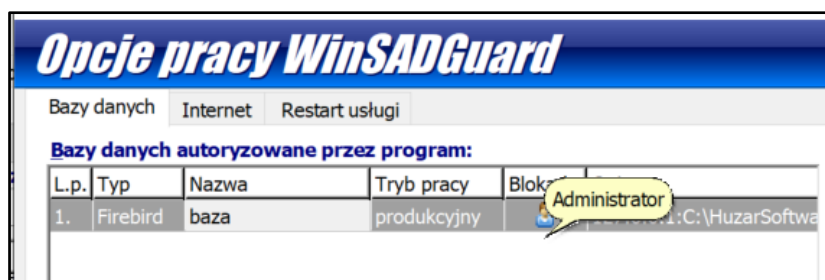 Opcje pracy WinSADGuard
Bazy danych Internet Restart usługi
Bazy danych autoryzowane przez program:
L.p. Typ Nazwa Tryb pracy
Administrator
1. Firebird baza produkcyjny :C:\HuzarSoftwa